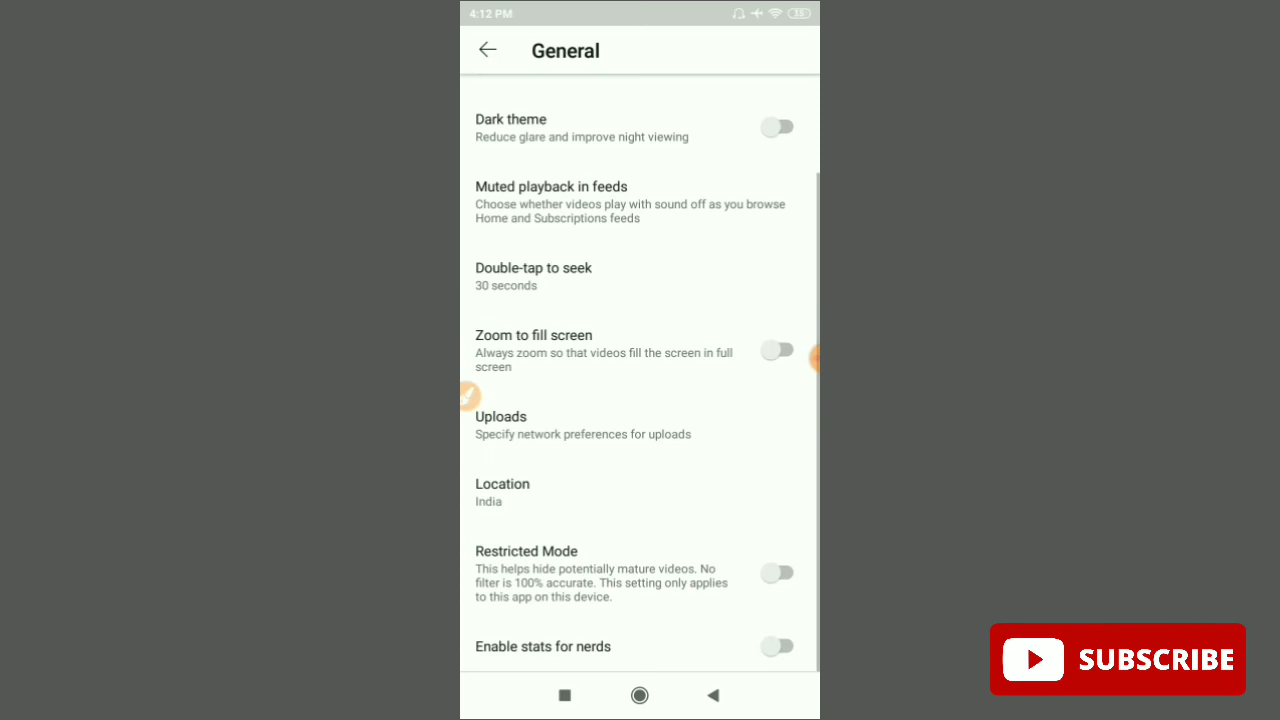 4:12 PM
General
Dark theme
Reduce glare and improve night viewing
Muted playback in feeds
Choose whether videos play with sound off as you browse
Home and Subscriptions feeds
Double-tap to seek
30 seconds
Zoom to fill screen
Always zoom so that videos fill the screen in full
screen
Uploads
Specify network preferences for uploads
Location
India
Restricted Mode
This helps hide potentially mature videos. No
filter is 100% accurate. This setting only applies
to this app on this device.
Enable stats for nerds
SUBSCRIBE